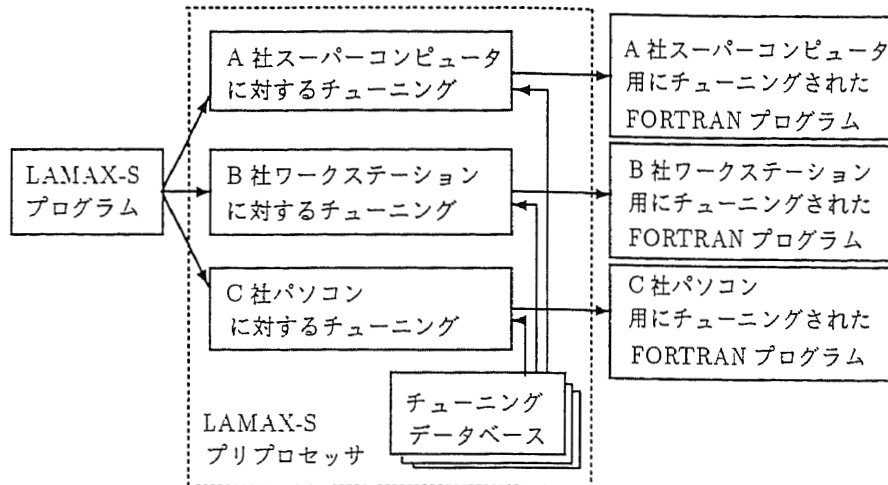 LAMAX-S
プログラム
A 社スーパーコンピュータ
に対するチューニング
B 社ワークステーション
に対するチューニング
C 社パソコン
に対するチューニング
チューニング
データベース
LAMAX-S
プリプロセッサ
A 社スーパーコンピュータ
用にチューニングされた
FORTRAN プログラム
B 社ワークステーション
用にチューニングされた
FORTRAN プログラム
C 社パソコン
用にチューニングされた
FORTRAN プログラム